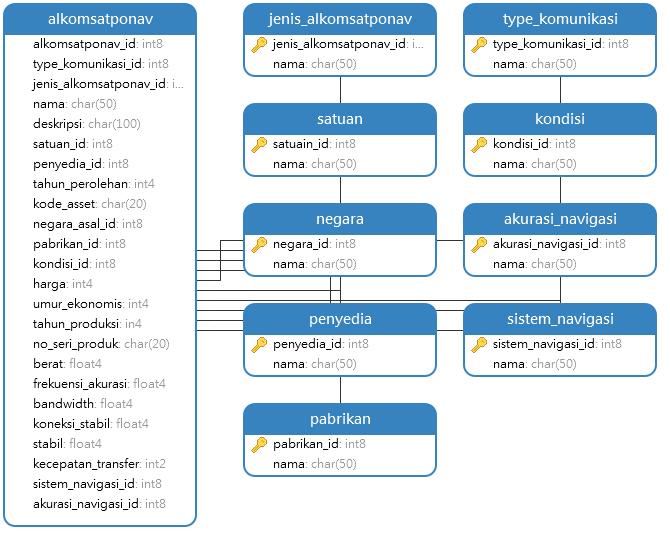 alkomsatponav
alkomsatponav_id: int8
type_komunikasi_id: int8
jenis_alkomsatponav_id: i...
nama: char(50)
deskripsi: char(100)
satuan_id: int8
penyedia_id: int8
tahun_perolehan: int4
kode_asset: char(20)
negara_asal_id: int8
pabrikan_id: int8
kondisi_id: int8
harga: int4
umur_ekonomis: int4
tahun_produksi: in4
no_seri_produk: char(20)
berat: float4
frekuensi_akurasi: float4
bandwidth: float4
koneksi_stabil: float4
stabil: float4
kecepatan_transfer: int2
sistem_navigasi_id: int8
akurasi_navigasi_id: int8
jenis_alkomsatponav
jenis_alkomsatponav_id: i...
nama: char(50)
satuan
satuain_id: int8
nama: char(50)
negara
negara_id: int8
nama: char(50)
penyedia
penyedia_id: int8
nama: char(50)
pabrikan
pabrikan_id: int8
nama: char(50)
type_komunikasi
type_komunikasi_id: int8
nama: char(50)
kondisi
kondisi_id: int8
nama: char(50)
akurasi_navigasi
akurasi_navigasi_id: int8
nama: char(50)
sistem_navigasi
sistem_navigasi_id: int8
nama: char(50)